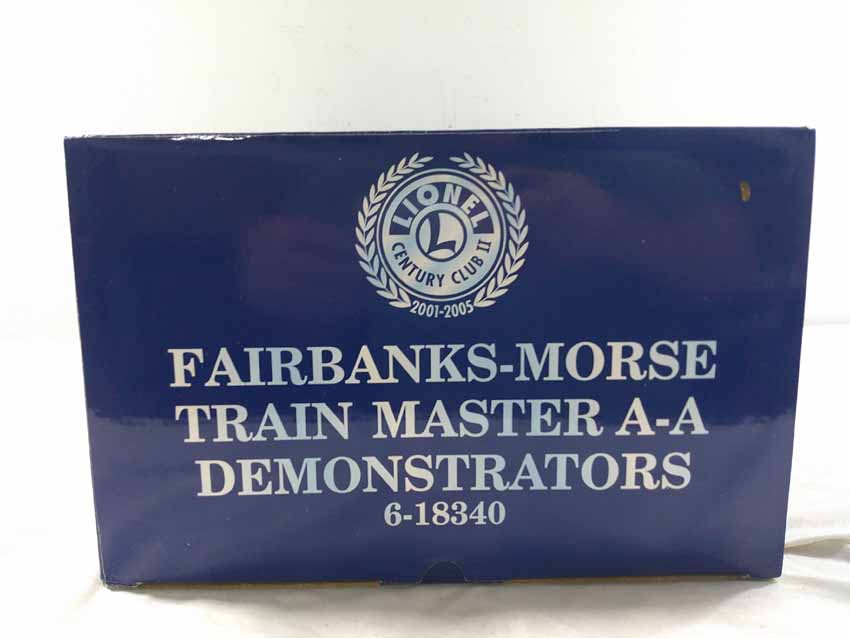 LIONEL
L
CENTURY CLUB II
2001-2005
FAIRBANKS-MORSE
TRAIN MASTER A-A
DEMONSTRATORS
6-18340